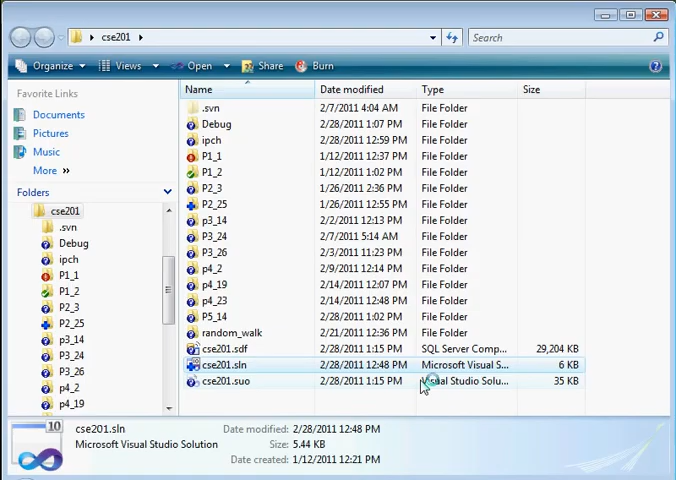 cse201
Search
Organize Views Open Share Burn
Favorite Links
Documents
Pictures
Music
More »
Folders
cse201
.svn
Debug
ipch
P1_1
P1_2
P2_3
P2_25
p3_14
P3_24
P3_26
p4_2
p4_19
Name Date modified Type Size
.svn 2/7/2011 4:04 AM File Folder
Debug 2/28/2011 1:07 PM File Folder
ipch 2/28/2011 12:59 PM File Folder
P1_1 1/12/2011 12:37 PM File Folder
P1_2 1/12/2011 1:02 PM File Folder
P2_3 1/26/2011 2:36 PM File Folder
P2_25 1/26/2011 12:55 PM File Folder
p3_14 2/2/2011 12:13 PM File Folder
P3_24 2/7/2011 5:14 AM File Folder
P3_26 2/3/2011 11:23 PM File Folder
p4_2 2/9/2011 12:14 PM File Folder
p4_19 2/14/2011 12:07 PM File Folder
p4_23 2/14/2011 12:48 PM File Folder
P5_14 2/28/2011 1:02 PM File Folder
random_walk 2/21/2011 12:36 PM File Folder
cse201.sdf 2/28/2011 1:15 PM SQL Server Comp... 29,204 KB
cse201.sln 2/28/2011 12:48 PM Microsoft Visual S... 6 KB
cse201.suo 2/28/2011 1:15 PM Visual Studio Solu... 35 KB
10
cse201.sln Date modified: 2/28/2011 12:48 PM
Microsoft Visual Studio Solution Size: 5.44 KB
Date created: 1/12/2011 12:21 PM